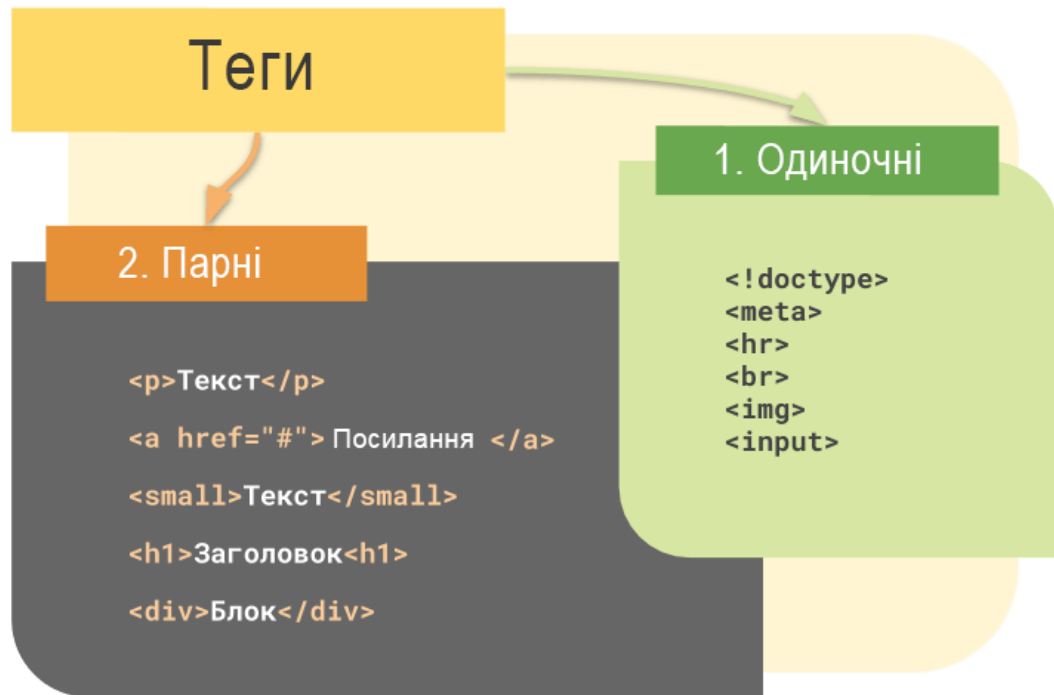 Теги
1. Одиночні
<!doctype>
<meta>
<hr>
<br>
<img>
<input>
2. Парні
<p>Текст</p>
<a href="#"> Посилання </a>
<small>Текст</small>
<h1>Заголовок<h1>
<div>Блок</div>